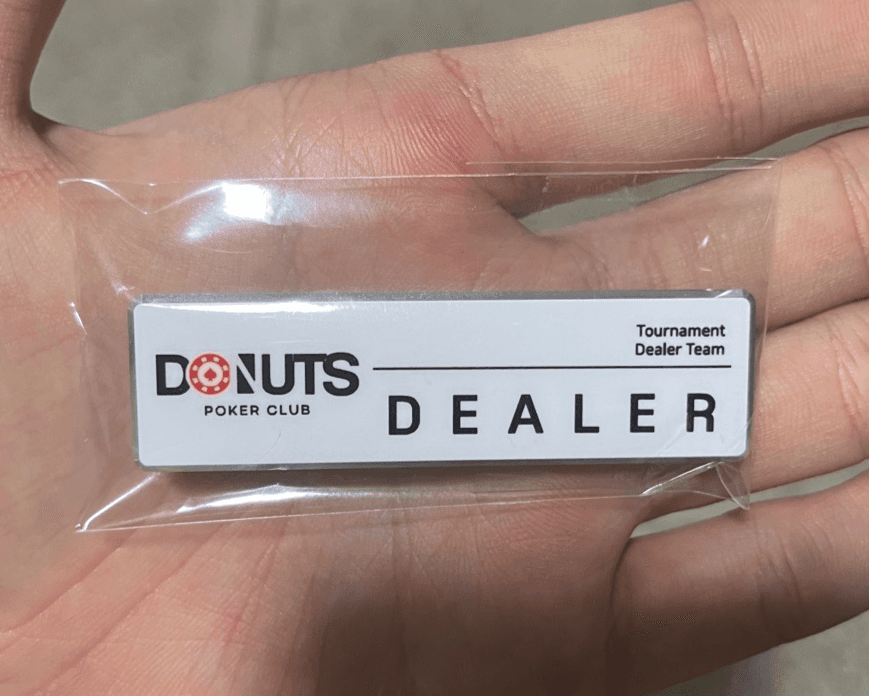 DONUTS
POKER CLUB
Tournament
Dealer Team
DEALER